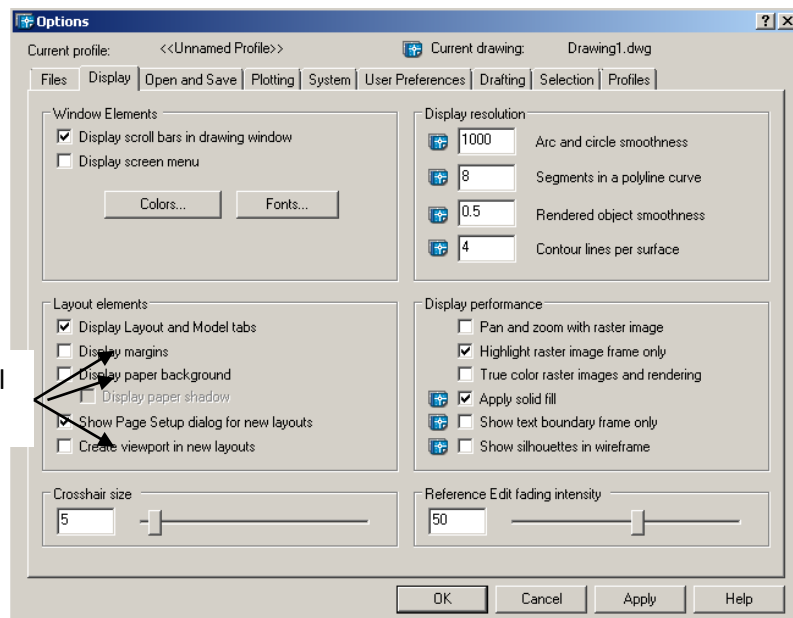 Options
Current profile: <<Unnamed Profile>> Current drawing: Drawing1.dwg
Files Display Open and Save Plotting System User Preferences Drafting Selection Profiles
Window Elements
Display scroll bars in drawing window
Display screen menu
Colors... Fonts...
Display resolution
1000 Arc and circle smoothness
8 Segments in a polyline curve
0.5 Rendered object smoothness
4 Contour lines per surface
Layout elements
Display Layout and Model tabs
Display margins
Display paper background
Display paper shadow
Show Page Setup dialog for new layouts
Create viewport in new layouts
Display performance
Pan and zoom with raster image
Highlight raster image frame only
True color raster images and rendering
Apply solid fill
Show text boundary frame only
Show silhouettes in wireframe
Crosshair size
5
Reference Edit fading intensity
50
OK Cancel Apply Help